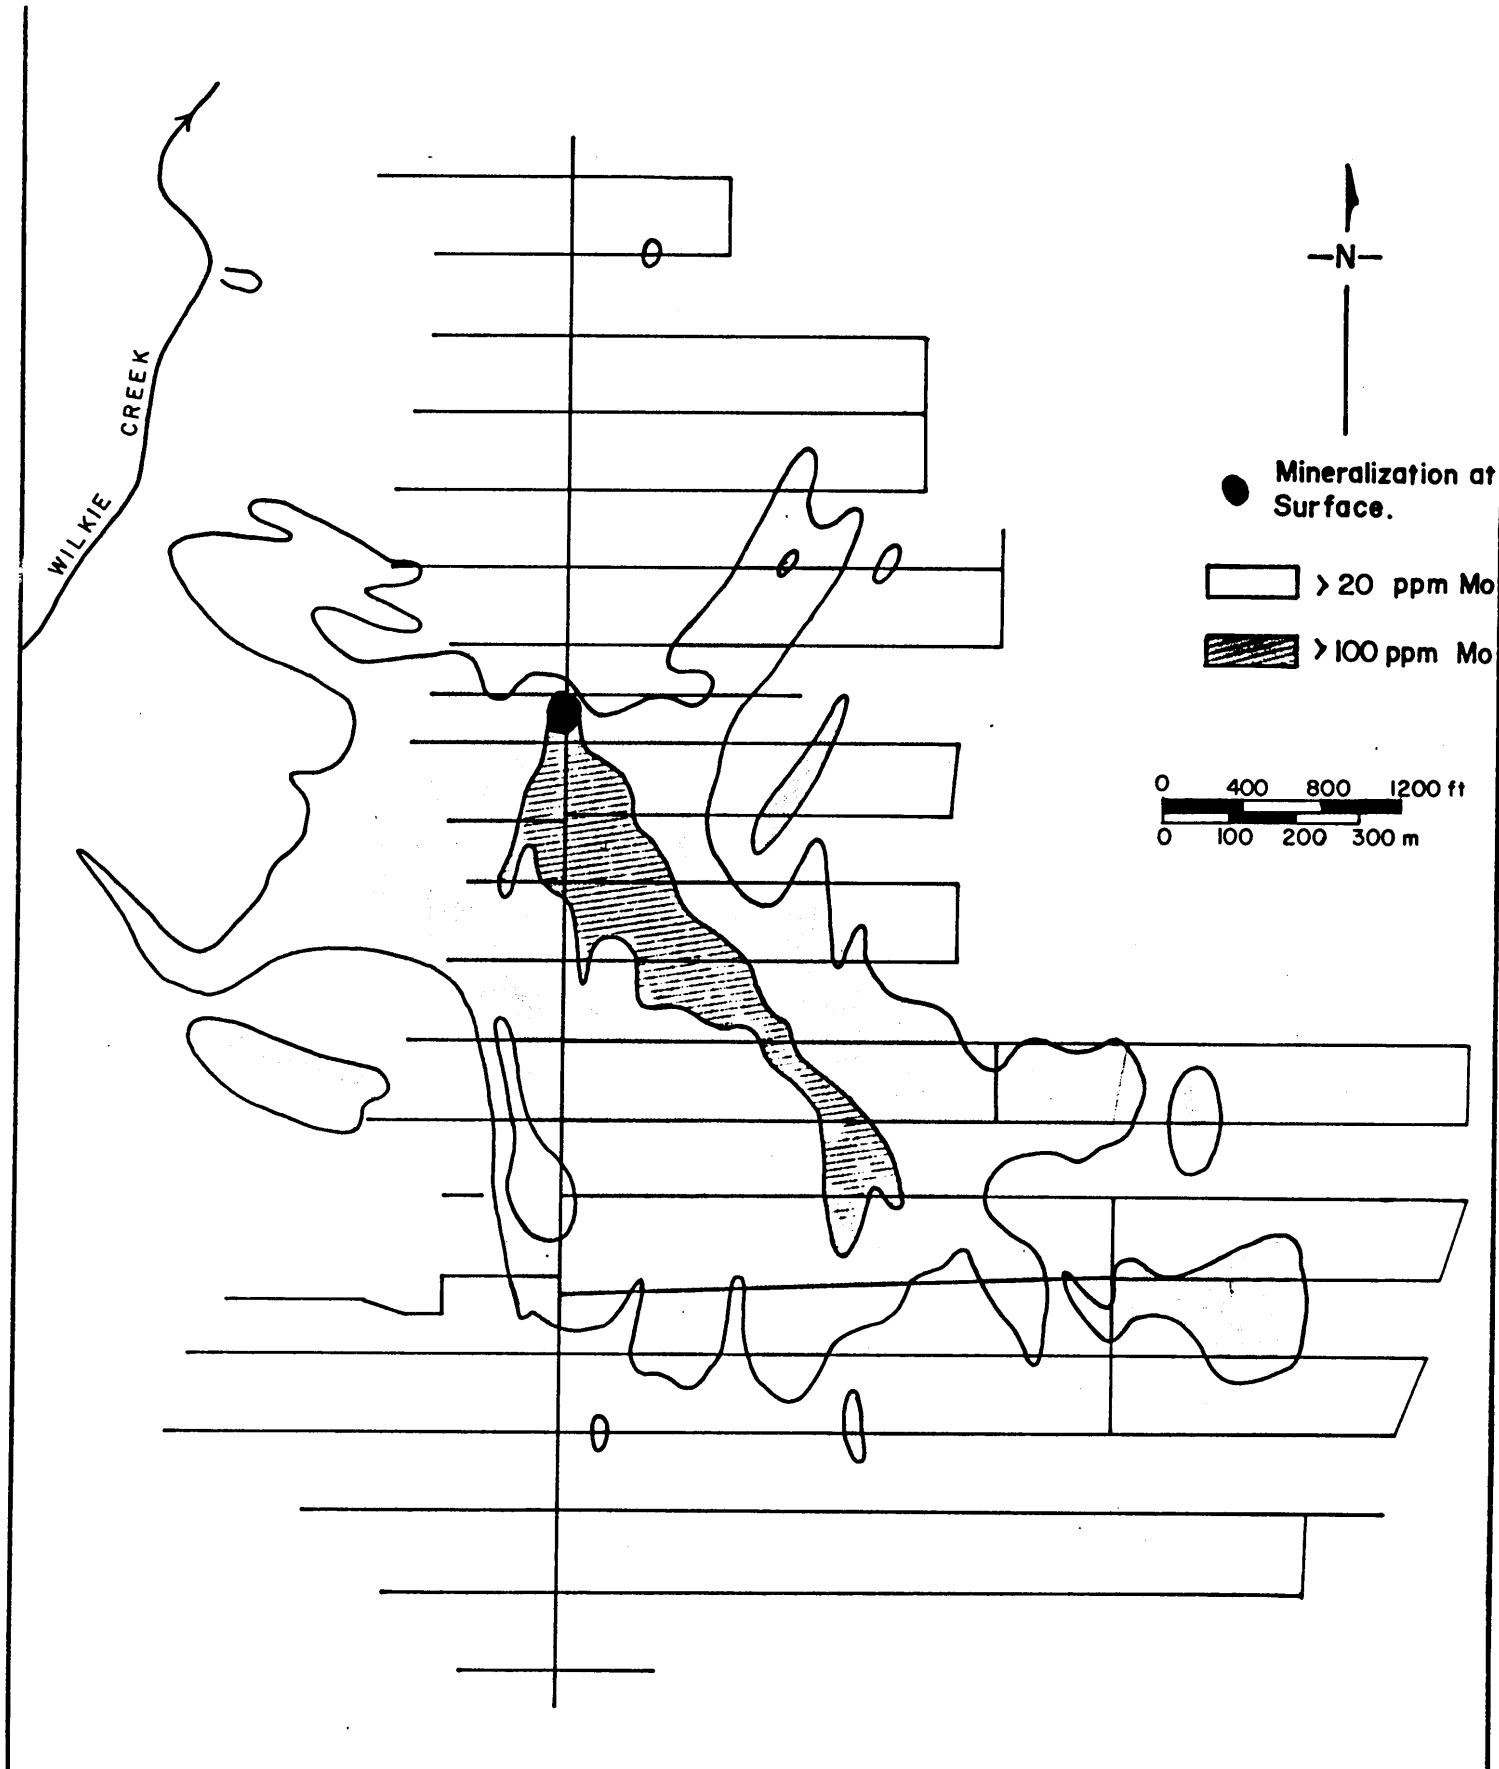 WILKIE CREEK
—N—
Mineralization at
Surface.
> 20 ppm Mo
> 100 ppm Mo
0 400 800 1200 ft
0 100 200 300 m